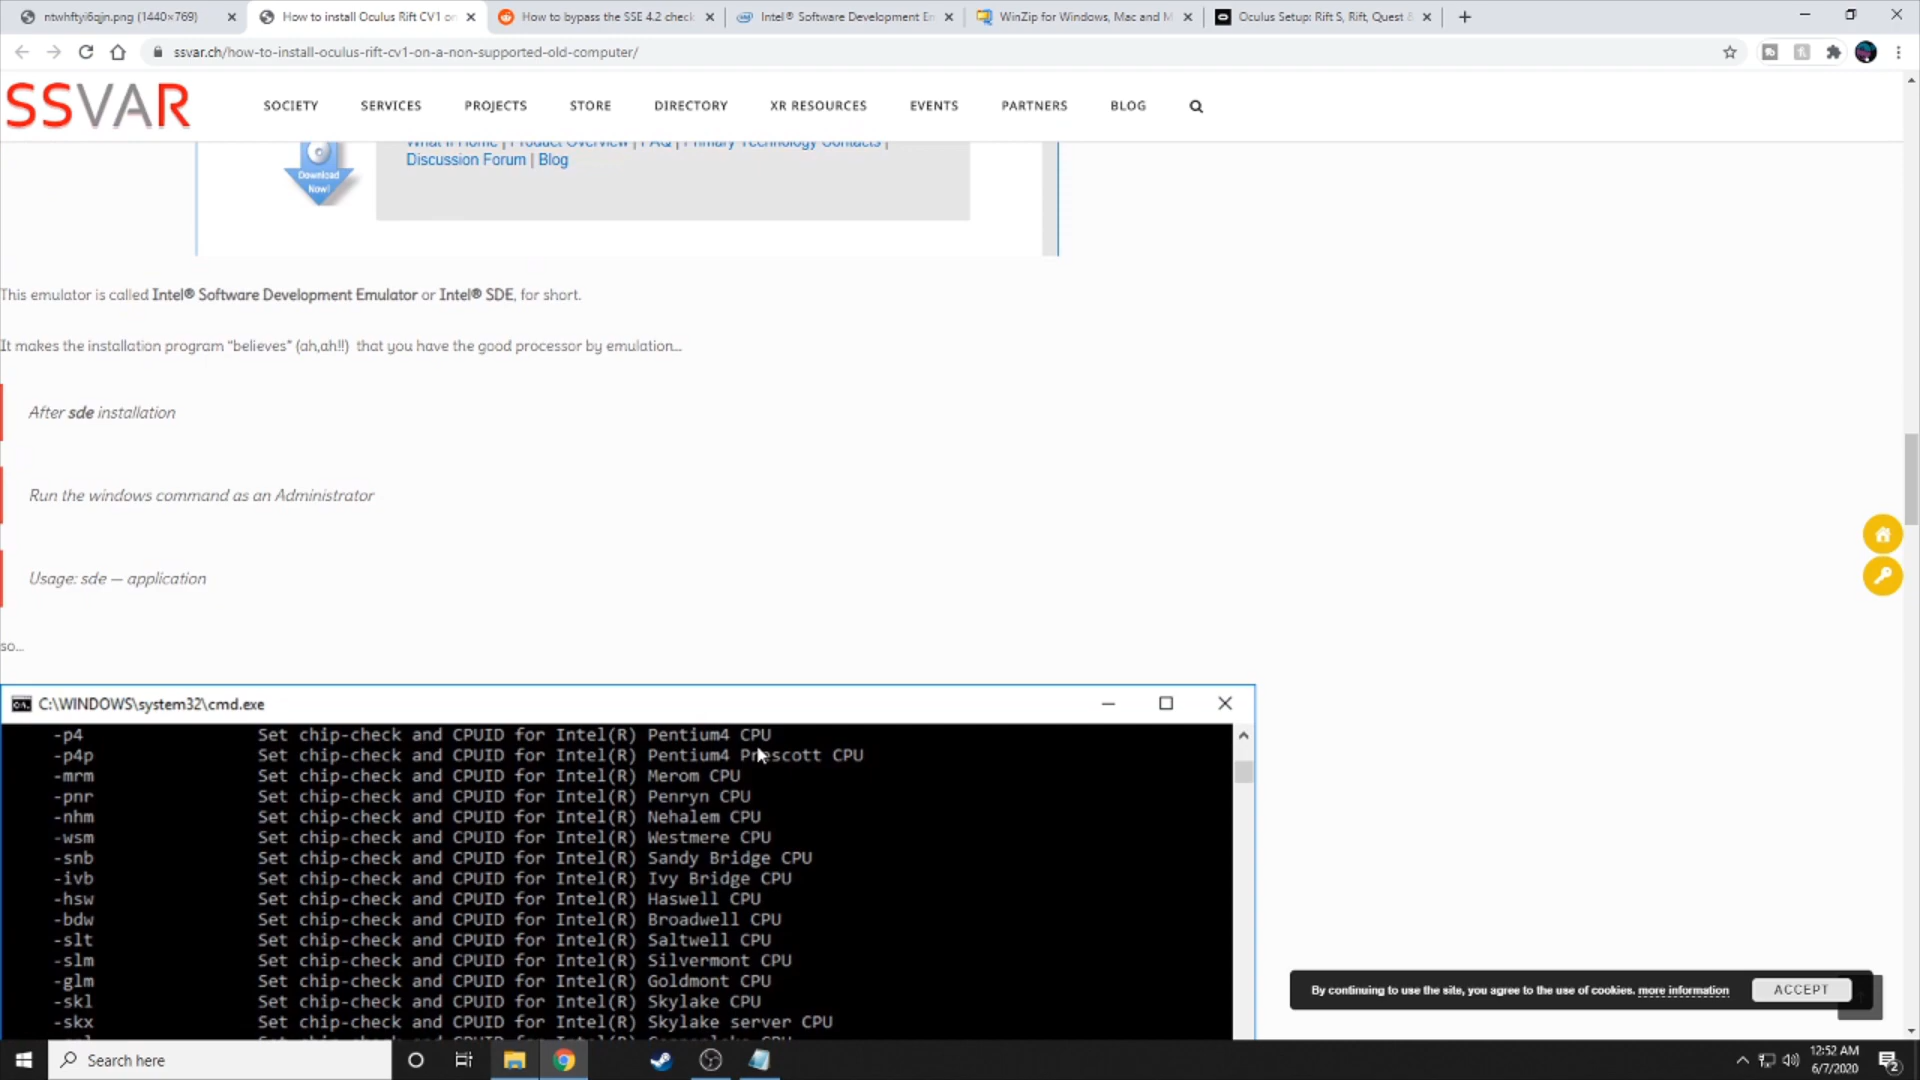 ntwhftyi6qjn.png (1440×769)
How to install Oculus Rift CV1 on
How to bypass the SSE 4.2 check
Intel® Software Development Em
WinZip for Windows, Mac and M
Oculus Setup: Rift S, Rift, Quest &
ssvar.ch/how-to-install-oculus-rift-cv1-on-a-non-supported-old-computer/
SSVAR
SOCIETY
SERVICES
PROJECTS
STORE
DIRECTORY
XR RESOURCES
EVENTS
PARTNERS
BLOG
What If Home | Product Overview | FAQ | Primary Technology Contacts |
Discussion Forum | Blog
Download
Now!
This emulator is called Intel® Software Development Emulator or Intel® SDE, for short.
It makes the installation program “believes” (ah,ah!!) that you have the good processor by emulation…
After sde installation
Run the windows command as an Administrator
Usage: sde — application
so…
C:\WINDOWS\system32\cmd.exe
-p4 Set chip-check and CPUID for Intel(R) Pentium4 CPU
-p4p Set chip-check and CPUID for Intel(R) Pentium4 Prescott CPU
-mrm Set chip-check and CPUID for Intel(R) Merom CPU
-pnr Set chip-check and CPUID for Intel(R) Penryn CPU
-nhm Set chip-check and CPUID for Intel(R) Nehalem CPU
-wsm Set chip-check and CPUID for Intel(R) Westmere CPU
-snb Set chip-check and CPUID for Intel(R) Sandy Bridge CPU
-ivb Set chip-check and CPUID for Intel(R) Ivy Bridge CPU
-hsw Set chip-check and CPUID for Intel(R) Haswell CPU
-bdw Set chip-check and CPUID for Intel(R) Broadwell CPU
-slt Set chip-check and CPUID for Intel(R) Saltwell CPU
-slm Set chip-check and CPUID for Intel(R) Silvermont CPU
-glm Set chip-check and CPUID for Intel(R) Goldmont CPU
-skl Set chip-check and CPUID for Intel(R) Skylake CPU
-skx Set chip-check and CPUID for Intel(R) Skylake server CPU
By continuing to use the site, you agree to the use of cookies. more information
ACCEPT
Search here
12:52 AM
6/7/2020
2